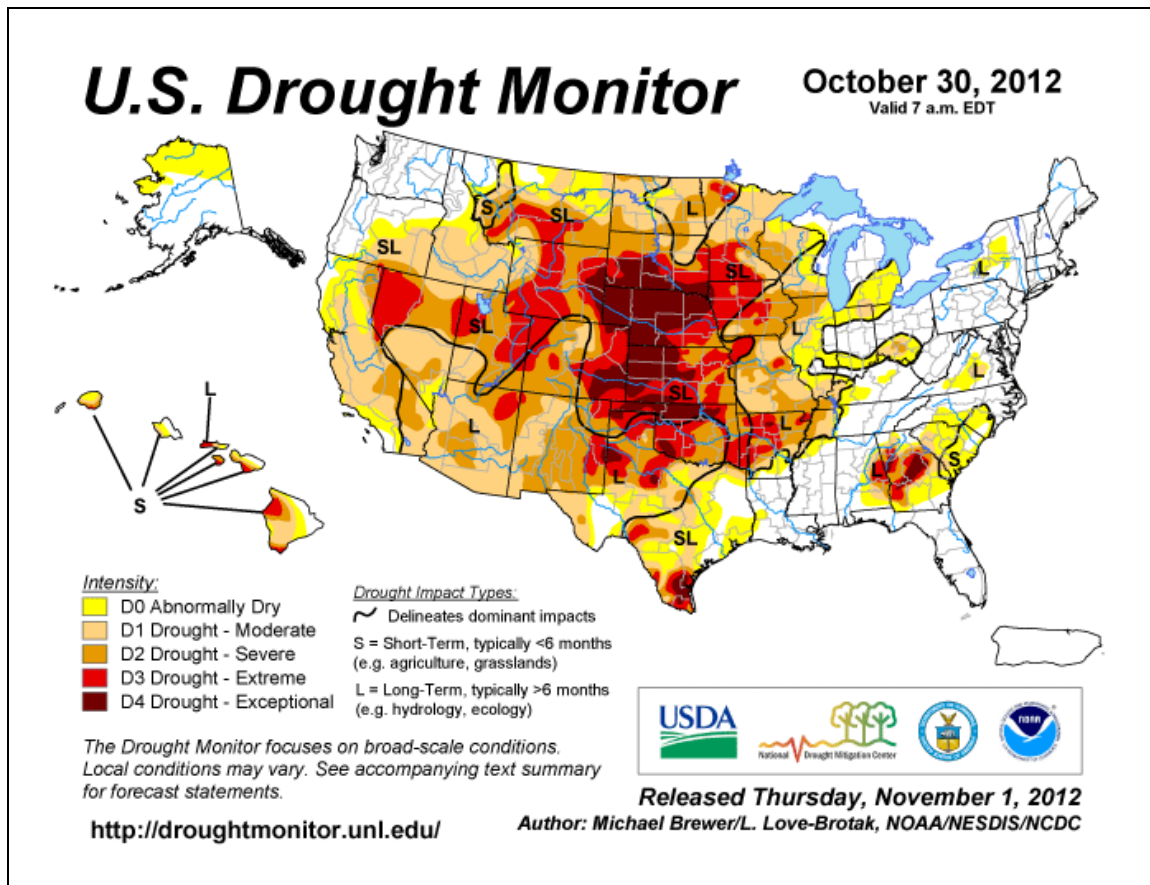 U.S. Drought Monitor
October 30, 2012
Valid 7 a.m. EDT
S
SL
L
SL
SL
L
SL
SL
L
L
SL
L
L
L
L
S
L
SL
L
S
Intensity:
D0 Abnormally Dry
D1 Drought - Moderate
D2 Drought - Severe
D3 Drought - Extreme
D4 Drought - Exceptional
Drought Impact Types:
Delineates dominant impacts
S = Short-Term, typically <6 months
(e.g. agriculture, grasslands)
L = Long-Term, typically >6 months
(e.g. hydrology, ecology)
The Drought Monitor focuses on broad-scale conditions.
Local conditions may vary. See accompanying text summary
for forecast statements.
http://droughtmonitor.unl.edu/
USDA
National Drought Mitigation Center
noaa
Released Thursday, November 1, 2012
Author: Michael Brewer/L. Love-Brotak, NOAA/NESDIS/NCDC